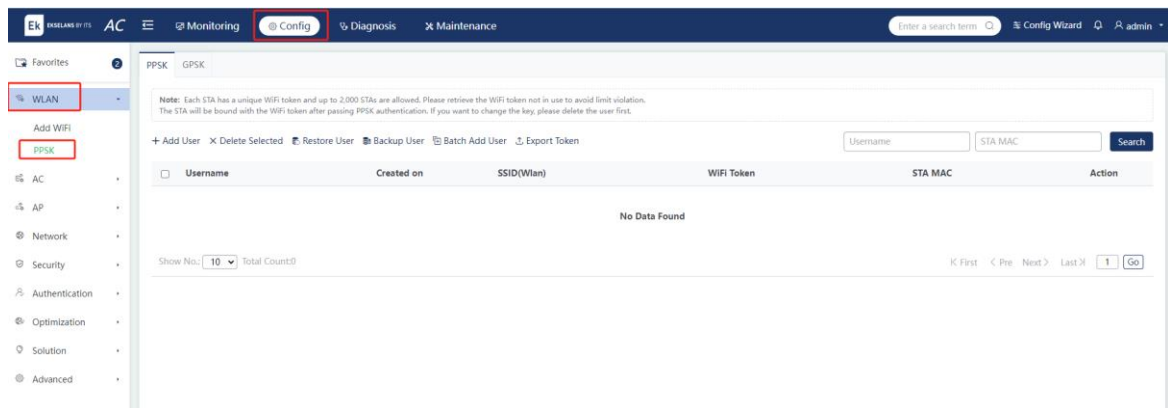 Ek EKSELANS BY ITS AC Monitoring Config Diagnosis Maintenance Enter a search term Config Wizard admin
Favorites 2
PPSK GPSK
WLAN
Note: Each STA has a unique WiFi token and up to 2,000 STAs are allowed. Please retrieve the WiFi token not in use to avoid limit violation.
The STA will be bound with the WiFi token after passing PPSK authentication. If you want to change the key, please delete the user first.
Add WiFi
PPSK
+ Add User × Delete Selected Restore User Backup User Batch Add User Export Token Username STA MAC Search
AC
Username Created on SSID(Wlan) WiFi Token STA MAC Action
AP
No Data Found
Network
Security
Show No.: 10 Total Count:0 First < Pre Next > Last 1 Go
Authentication
Optimization
Solution
Advanced